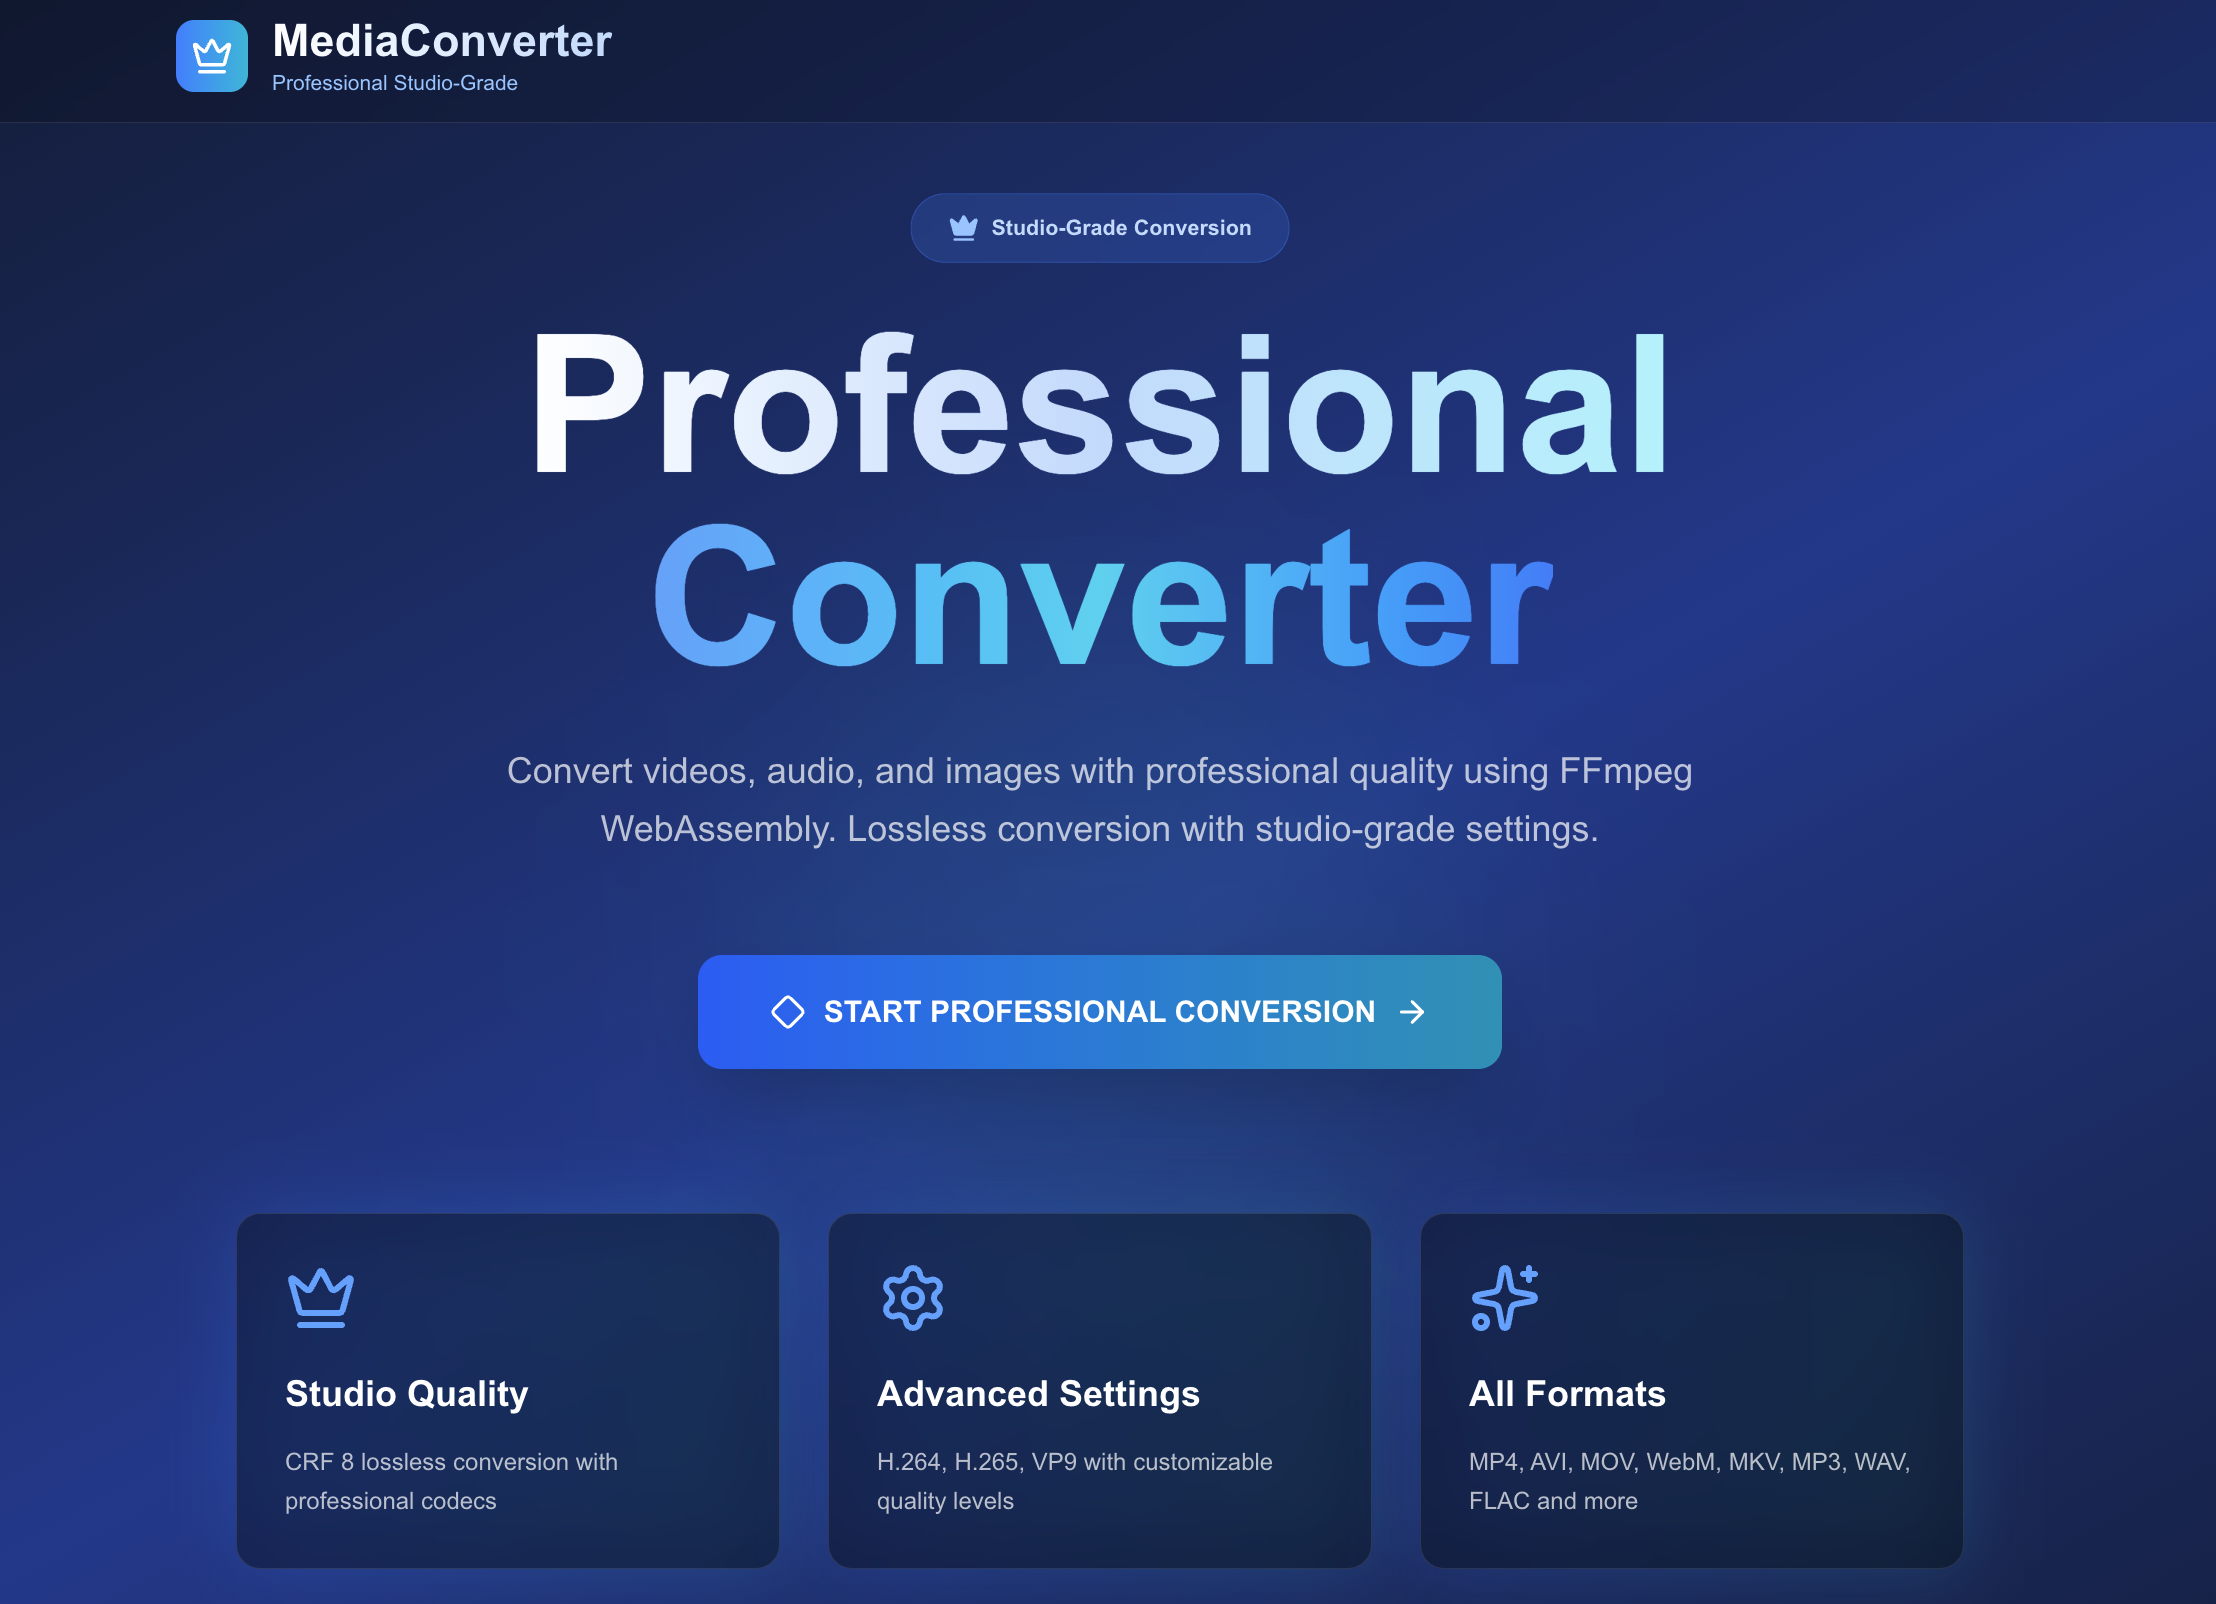 MediaConverter
Professional Studio-Grade
Studio-Grade Conversion
Professional
Converter
Convert videos, audio, and images with professional quality using FFmpeg
WebAssembly. Lossless conversion with studio-grade settings.
START PROFESSIONAL CONVERSION
Studio Quality
CRF 8 lossless conversion with
professional codecs
Advanced Settings
H.264, H.265, VP9 with customizable
quality levels
All Formats
MP4, AVI, MOV, WebM, MKV, MP3, WAV,
FLAC and more